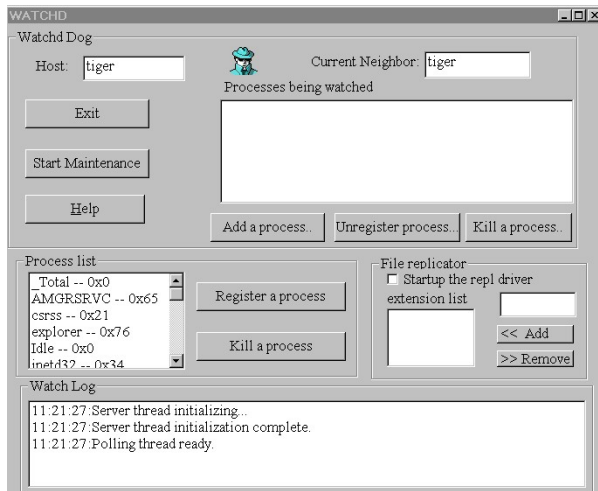 WATCHD
Watchd Dog
Host: tiger
Current Neighbor: tiger
Processes being watched
Exit
Start Maintenance
Help
Add a process..
Unregister process...
Kill a process...
Process list
_Total -- 0x0
AMGRSRVC -- 0x65
csrss -- 0x21
explorer -- 0x76
Idle -- 0x0
inetd32 -- 0x34
Register a process
Kill a process
File replicator
Startup the repl driver
extension list
<< Add
>> Remove
Watch Log
11:21:27:Server thread initializing...
11:21:27:Server thread initialization complete.
11:21:27:Polling thread ready.